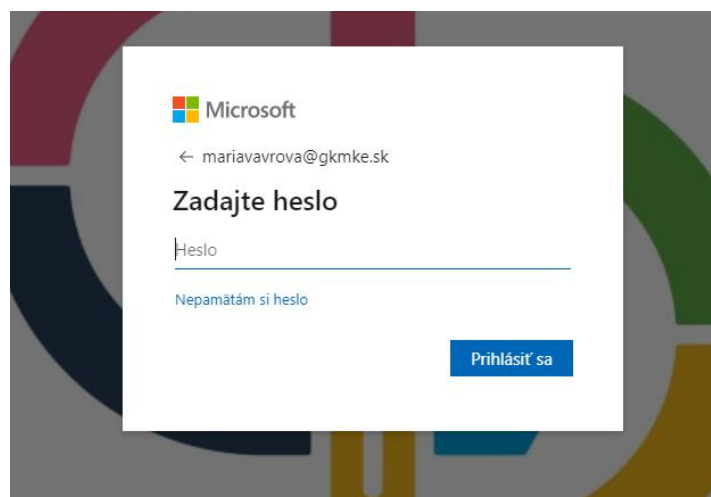 Microsoft
← mariavavrova@gkmke.sk
Zadajte heslo
Heslo
Nepamätám si heslo
Prihlásiť sa